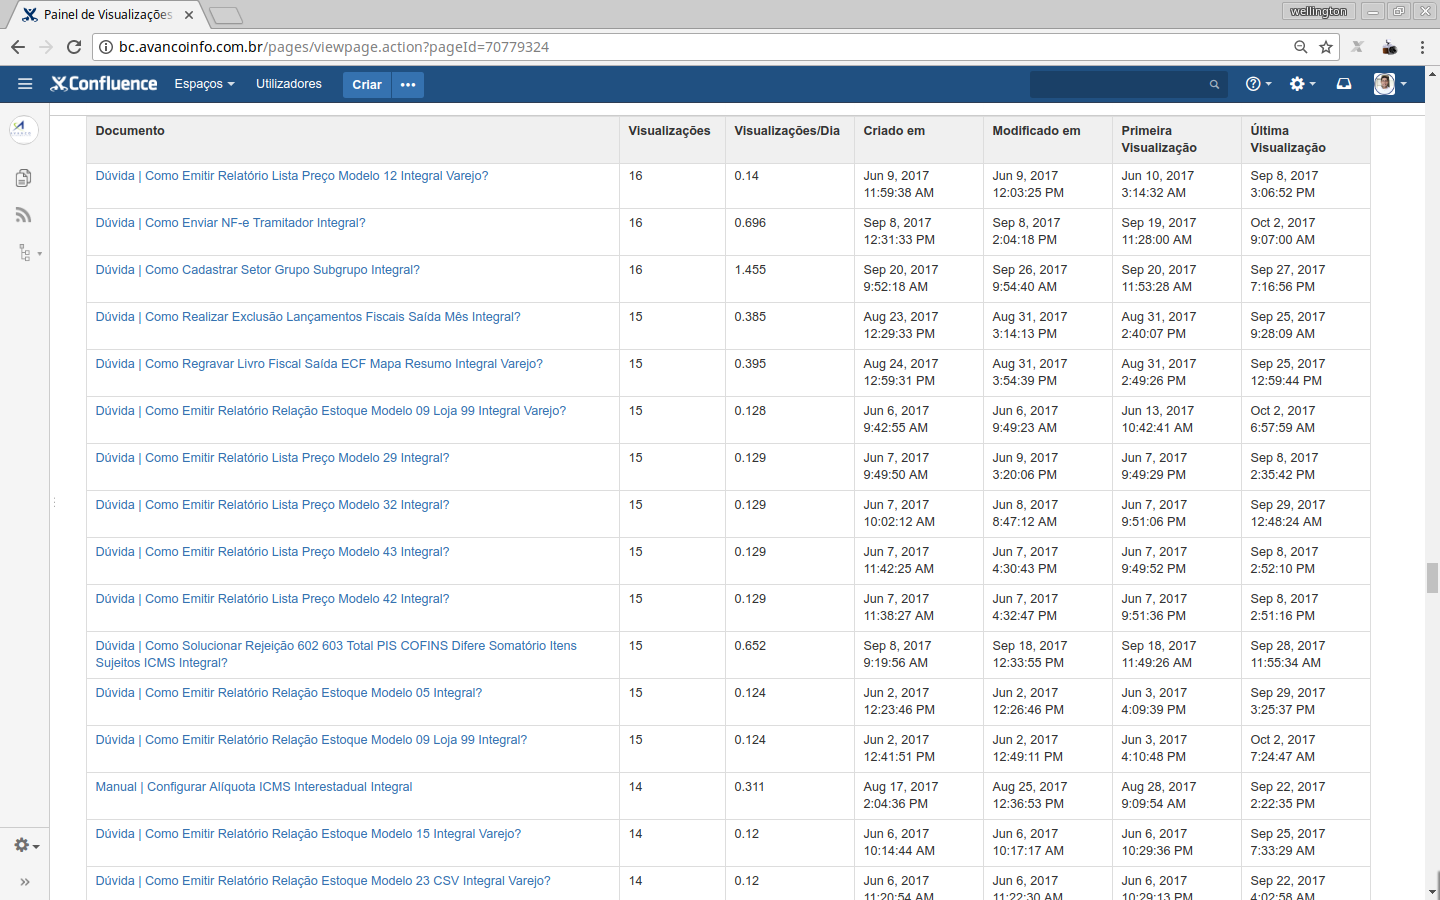 Painel de Visualizações
wellington
bc.avancoinfo.com.br/pages/viewpage.action?pageId=70779324
Confluence Espaços Utilizadores Criar
Documento Visualizações Visualizações/Dia Criado em Modificado em Primeira Última
Visualização Visualização
Dúvida | Como Emitir Relatório Lista Preço Modelo 12 Integral Varejo? 16 0.14 Jun 9, 2017 Jun 9, 2017 Jun 10, 2017 Sep 8, 2017
11:59:38 AM 12:03:25 PM 3:14:32 AM 3:06:52 PM
Dúvida | Como Enviar NF-e Tramitador Integral? 16 0.696 Sep 8, 2017 Sep 8, 2017 Sep 19, 2017 Oct 2, 2017
12:31:33 PM 2:04:18 PM 11:28:00 AM 9:07:00 AM
Dúvida | Como Cadastrar Setor Grupo Subgrupo Integral? 16 1.455 Sep 20, 2017 Sep 26, 2017 Sep 20, 2017 Sep 27, 2017
9:52:18 AM 9:54:40 AM 11:53:28 AM 7:16:56 PM
Dúvida | Como Realizar Exclusão Lançamentos Fiscais Saída Mês Integral? 15 0.385 Aug 23, 2017 Aug 31, 2017 Aug 31, 2017 Sep 25, 2017
12:29:33 PM 3:14:13 PM 2:40:07 PM 9:28:09 AM
Dúvida | Como Regravar Livro Fiscal Saída ECF Mapa Resumo Integral Varejo? 15 0.395 Aug 24, 2017 Aug 31, 2017 Aug 31, 2017 Sep 25, 2017
12:59:31 PM 3:54:39 PM 2:49:26 PM 12:59:44 PM
Dúvida | Como Emitir Relatório Relação Estoque Modelo 09 Loja 99 Integral Varejo? 15 0.128 Jun 6, 2017 Jun 6, 2017 Jun 13, 2017 Oct 2, 2017
9:42:55 AM 9:49:23 AM 10:42:41 AM 6:57:59 AM
Dúvida | Como Emitir Relatório Lista Preço Modelo 29 Integral? 15 0.129 Jun 7, 2017 Jun 9, 2017 Jun 7, 2017 Sep 8, 2017
9:49:50 AM 3:20:06 PM 9:49:29 PM 2:35:42 PM
Dúvida | Como Emitir Relatório Lista Preço Modelo 32 Integral? 15 0.129 Jun 7, 2017 Jun 8, 2017 Jun 7, 2017 Sep 29, 2017
10:02:12 AM 8:47:12 AM 9:51:06 PM 12:48:24 AM
Dúvida | Como Emitir Relatório Lista Preço Modelo 43 Integral? 15 0.129 Jun 7, 2017 Jun 7, 2017 Jun 7, 2017 Sep 8, 2017
11:42:25 AM 4:30:43 PM 9:49:52 PM 2:52:10 PM
Dúvida | Como Emitir Relatório Lista Preço Modelo 42 Integral? 15 0.129 Jun 7, 2017 Jun 7, 2017 Jun 7, 2017 Sep 8, 2017
11:38:27 AM 4:32:47 PM 9:51:36 PM 2:51:16 PM
Dúvida | Como Solucionar Rejeição 602 603 Total PIS COFINS Difere Somatório Itens 15 0.652 Sep 8, 2017 Sep 18, 2017 Sep 18, 2017 Sep 28, 2017
Sujeitos ICMS Integral? 9:19:56 AM 12:33:55 PM 11:49:26 AM 11:55:34 AM
Dúvida | Como Emitir Relatório Relação Estoque Modelo 05 Integral? 15 0.124 Jun 2, 2017 Jun 2, 2017 Jun 3, 2017 Sep 29, 2017
12:23:46 PM 12:26:46 PM 4:09:39 PM 3:25:37 PM
Dúvida | Como Emitir Relatório Relação Estoque Modelo 09 Loja 99 Integral? 15 0.124 Jun 2, 2017 Jun 2, 2017 Jun 3, 2017 Oct 2, 2017
12:41:51 PM 12:49:11 PM 4:10:48 PM 7:24:47 AM
Manual | Configurar Alíquota ICMS Interestadual Integral 14 0.311 Aug 17, 2017 Aug 25, 2017 Aug 28, 2017 Sep 22, 2017
2:04:36 PM 12:36:53 PM 9:09:54 AM 2:22:35 PM
Dúvida | Como Emitir Relatório Relação Estoque Modelo 15 Integral Varejo? 14 0.12 Jun 6, 2017 Jun 6, 2017 Jun 6, 2017 Sep 25, 2017
10:14:44 AM 10:17:17 AM 10:29:36 PM 7:33:29 AM
Dúvida | Como Emitir Relatório Relação Estoque Modelo 23 CSV Integral Varejo? 14 0.12 Jun 6, 2017 Jun 6, 2017 Jun 6, 2017 Sep 22, 2017
11:20:54 AM 11:22:30 AM 10:29:13 PM 4:02:58 AM